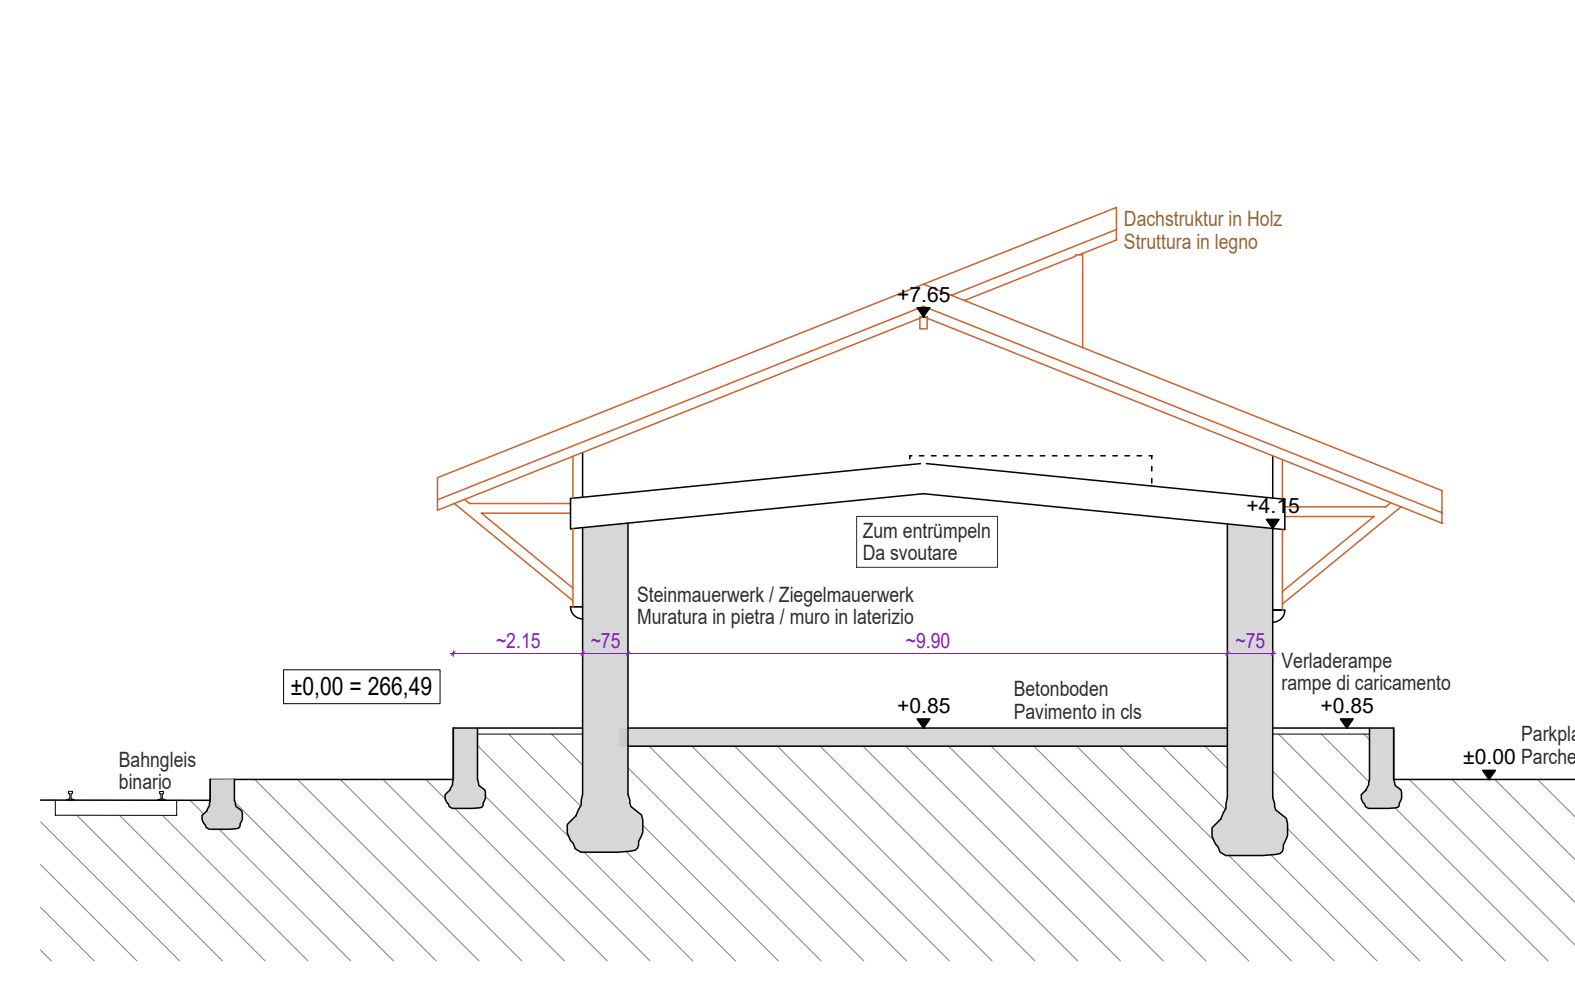 Dachstruktur in Holz
Struttura in legno
+7.65
+4.15
Zum entrümpeln
Da svoutare
Steinmauerwerk / Ziegelmauerwerk
Muratura in pietra / muro in laterizio
~2.15
~75
~9.90
~75
±0,00 = 266,49
Verladerampe
rampe di caricamento
Betonboden
Pavimento in cls
+0.85
+0.85
Bahngleis
binario
Parkpla
Parche
±0.00